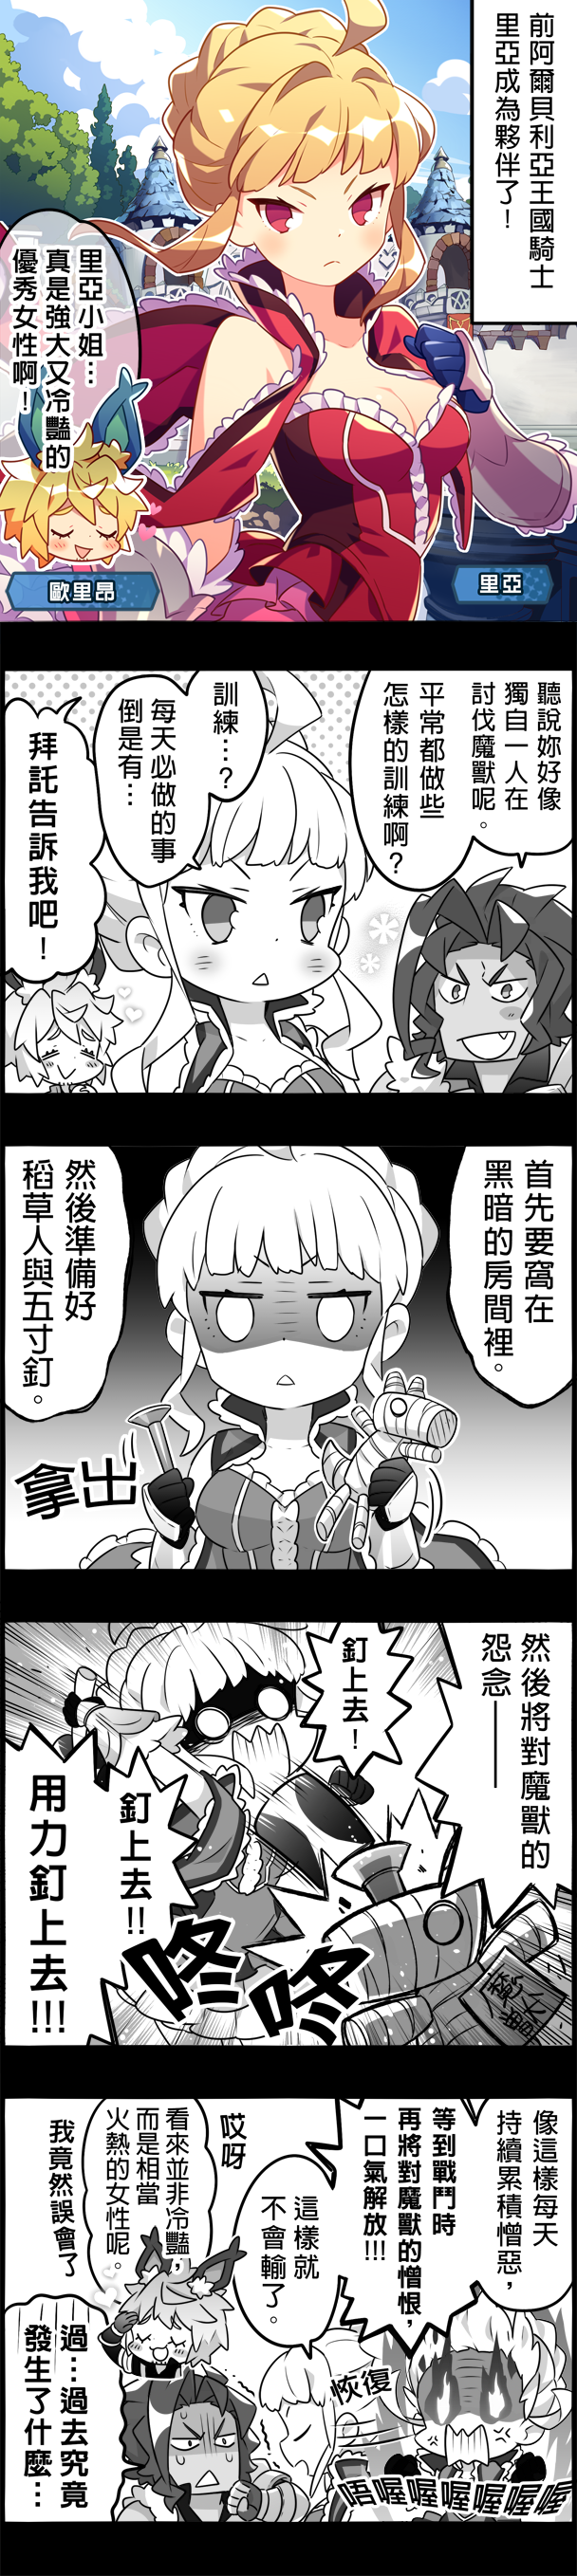 前阿爾貝利亞王國騎士
里亞成為夥伴了！
里亞小姐…
真是強大又冷豔的
優秀女性啊！
歐里昂
里亞
聽說妳好像
獨自一人在
討伐魔獸呢。
平常都做些
怎樣的訓練啊？
訓練…？
每天必做的事
倒是有…
拜託告訴我吧！
首先要窩在
黑暗的房間裡。
然後準備好
稻草人與五寸釘。
拿出
然後將對魔獸的
怨念——
釘上去！
釘上去!!
用力釘上去!!!
咚
咚
像這樣每天
持續累積憎惡，
等到戰鬥時
再將對魔獸的憎恨，
一口氣解放!!!
唔喔喔喔喔喔喔
恢復
這樣就
不會輸了。
哎呀
看來並非冷豔，
而是相當
火熱的女性呢。
我竟然誤會了
過…過去究竟
發生了什麼…